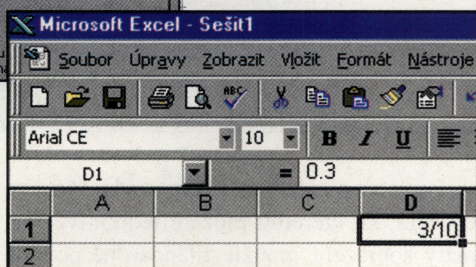 Microsoft Excel - Sešit1
Soubor Úpravy Zobrazit Vložit Formát Nástroje
ABC
Arial CE 10 B I U
D1 = 0.3
A B C D
1 3/10
2